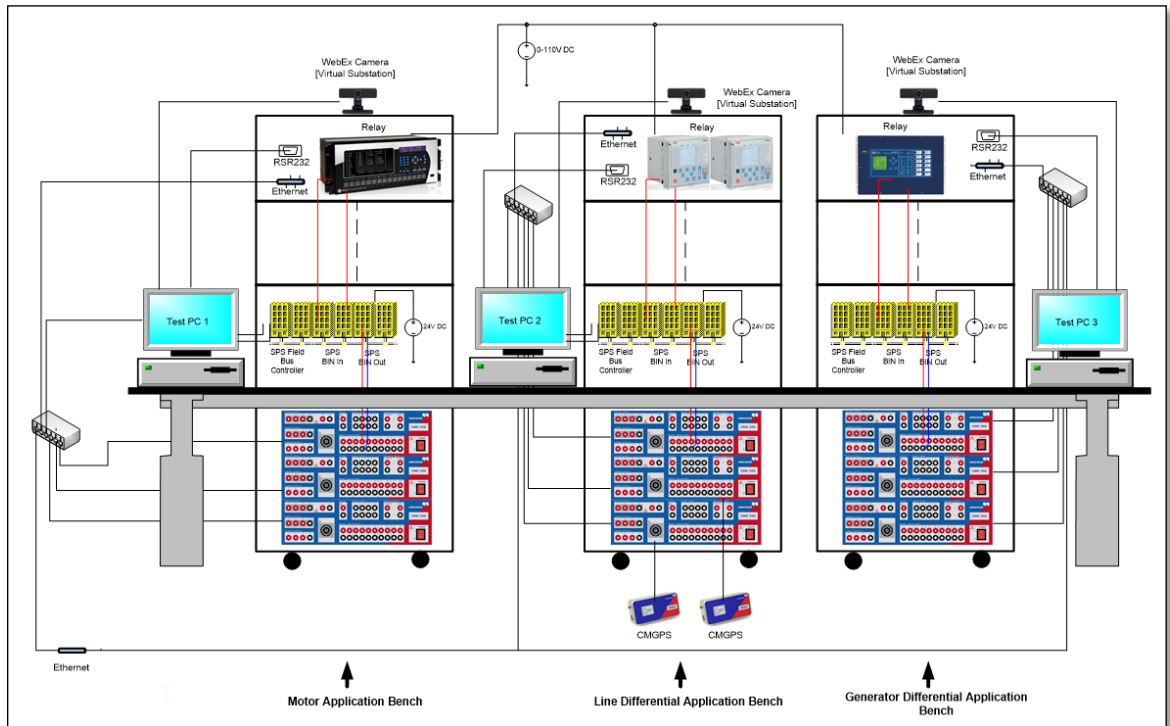 0-110V DC
WebEx Camera
[Virtual Substation]
WebEx Camera
[Virtual Substation]
WebEx Camera
[Virtual Substation]
Relay
RSR232
Ethernet
Relay
Ethernet
RSR232
Relay
RSR232
Ethernet
Test PC 1
SPS Field
Bus
Controller
SPS
BIN In
SPS
BIN Out
24V DC
Test PC 2
SPS Field
Bus
Controller
SPS
BIN In
SPS
BIN Out
24V DC
SPS Field
Bus
Controller
SPS
BIN In
SPS
BIN Out
24V DC
Test PC 3
CMGPS
CMGPS
Ethernet
Motor Application Bench
Line Differential Application Bench
Generator Differential Application
Bench